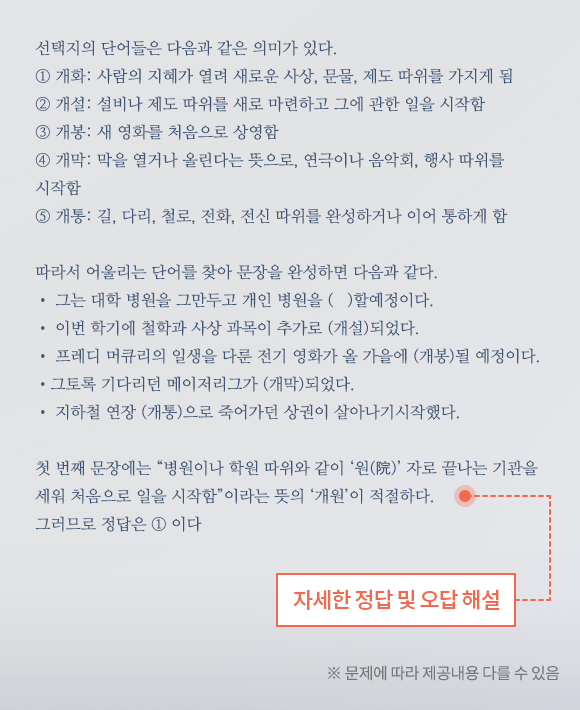 선택지의 단어들은 다음과 같은 의미가 있다.
① 개화: 사람의 지혜가 열려 새로운 사상, 문물, 제도 따위를 가지게 됨
② 개설: 설비나 제도 따위를 새로 마련하고 그에 관한 일을 시작함
③ 개봉: 새 영화를 처음으로 상영함
④ 개막: 막을 열거나 올린다는 뜻으로, 연극이나 음악회, 행사 따위를
시작함
⑤ 개통: 길, 다리, 철로, 전화, 전신 따위를 완성하거나 이어 통하게 함
따라서 어울리는 단어를 찾아 문장을 완성하면 다음과 같다.
• 그는 대학 병원을 그만두고 개인 병원을 (   )할예정이다.
• 이번 학기에 철학과 사상 과목이 추가로 (개설)되었다.
• 프레디 머큐리의 일생을 다룬 전기 영화가 올 가을에 (개봉)될 예정이다.
• 그토록 기다리던 메이저리그가 (개막)되었다.
• 지하철 연장 (개통)으로 죽어가던 상권이 살아나기시작했다.
첫 번째 문장에는 “병원이나 학원 따위와 같이 ‘원(院)’ 자로 끝나는 기관을
세워 처음으로 일을 시작함”이라는 뜻의 ‘개원’이 적절하다.
그러므로 정답은 ① 이다
자세한 정답 및 오답 해설
※ 문제에 따라 제공내용 다를 수 있음